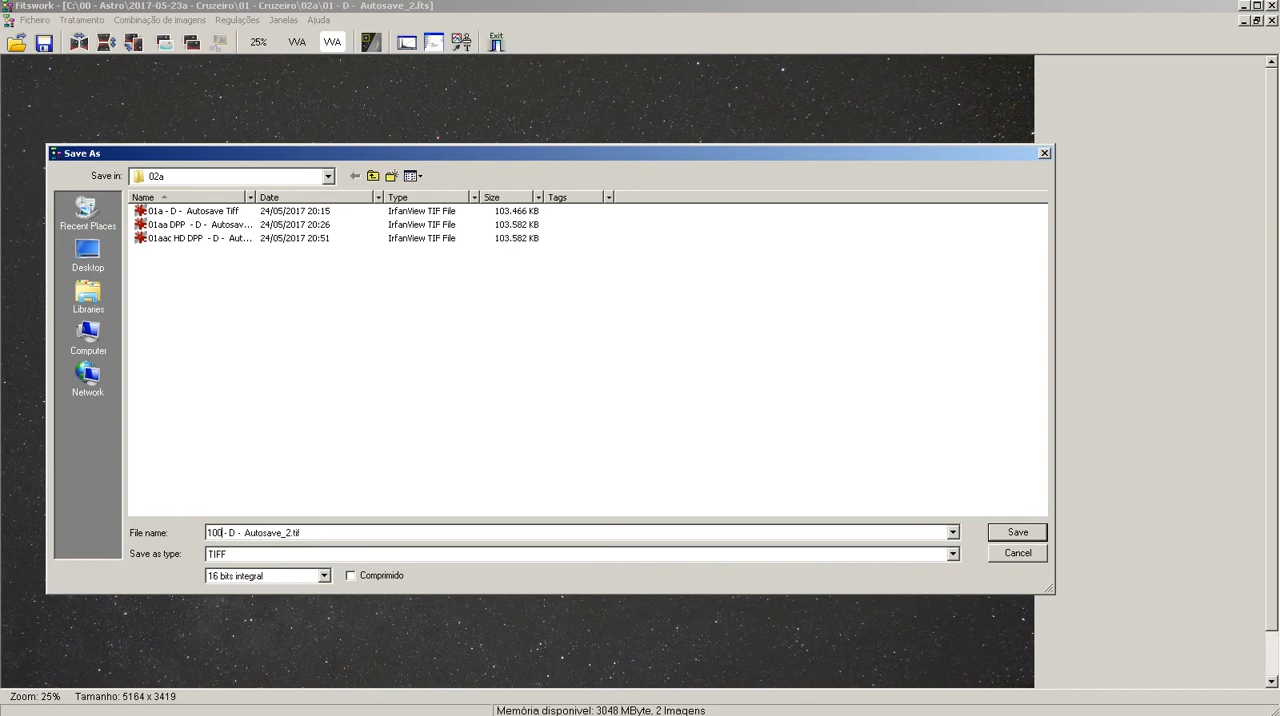 Fitswork - [C:\00 - Astro\2017-05-23a - Cruzeiro\01 - Cruzeiro\02a\01 - D -  Autosave_2.fts]
Ficheiro Tratamento Combinação de imagens Regulações Janelas Ajuda
25% Exit
Save As
Save in: 02a
Name Date Type Size Tags
01a - D -  Autosave Tiff 24/05/2017 20:15 IrfanView TIF File 103.466 KB
01aa DPP  - D -  Autosav... 24/05/2017 20:26 IrfanView TIF File 103.582 KB
01aac HD DPP  - D -  Aut... 24/05/2017 20:51 IrfanView TIF File 103.582 KB
Recent Places
Desktop
Libraries
Computer
Network
File name: 100 - D -  Autosave_2.tif Save
Save as type: TIFF Cancel
16 bits integral Comprimido
Zoom: 25% Tamanho: 5164 x 3419
Memória disponivel: 3048 MByte, 2 Imagens